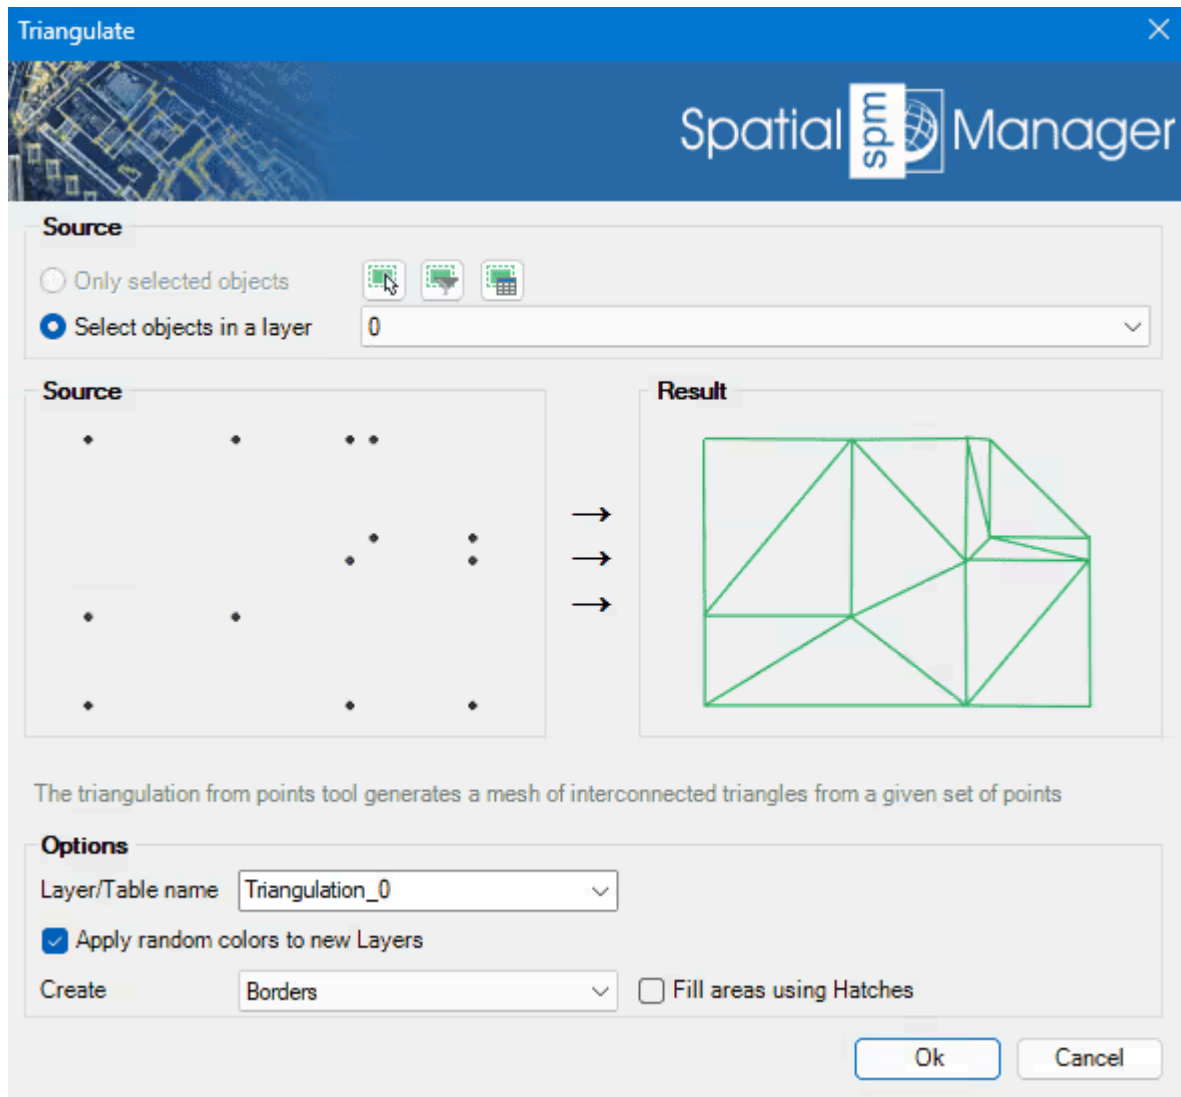 Triangulate
Spatial spm Manager
Source
Only selected objects
Select objects in a layer
0
Source
Result
The triangulation from points tool generates a mesh of interconnected triangles from a given set of points
Options
Layer/Table name
Triangulation_0
Apply random colors to new Layers
Create
Borders
Fill areas using Hatches
Ok
Cancel